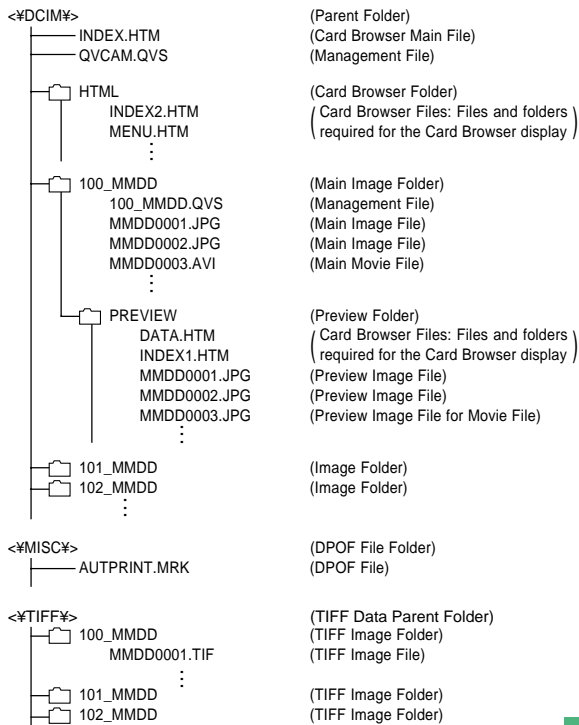 <¥DCIM¥> (Parent Folder)
INDEX.HTM (Card Browser Main File)
QVCAM.QVS (Management File)
HTML (Card Browser Folder)
INDEX2.HTM (Card Browser Files: Files and folders
MENU.HTM required for the Card Browser display)
100_MMDD (Main Image Folder)
100_MMDD.QVS (Management File)
MMDD0001.JPG (Main Image File)
MMDD0002.JPG (Main Image File)
MMDD0003.AVI (Main Movie File)
PREVIEW (Preview Folder)
DATA.HTM (Card Browser Files: Files and folders
INDEX1.HTM required for the Card Browser display)
MMDD0001.JPG (Preview Image File)
MMDD0002.JPG (Preview Image File)
MMDD0003.JPG (Preview Image File for Movie File)
101_MMDD (Image Folder)
102_MMDD (Image Folder)
<¥MISC¥> (DPOF File Folder)
AUTPRINT.MRK (DPOF File)
<¥TIFF¥> (TIFF Data Parent Folder)
100_MMDD (TIFF Image Folder)
MMDD0001.TIF (TIFF Image File)
101_MMDD (TIFF Image Folder)
102_MMDD (TIFF Image Folder)